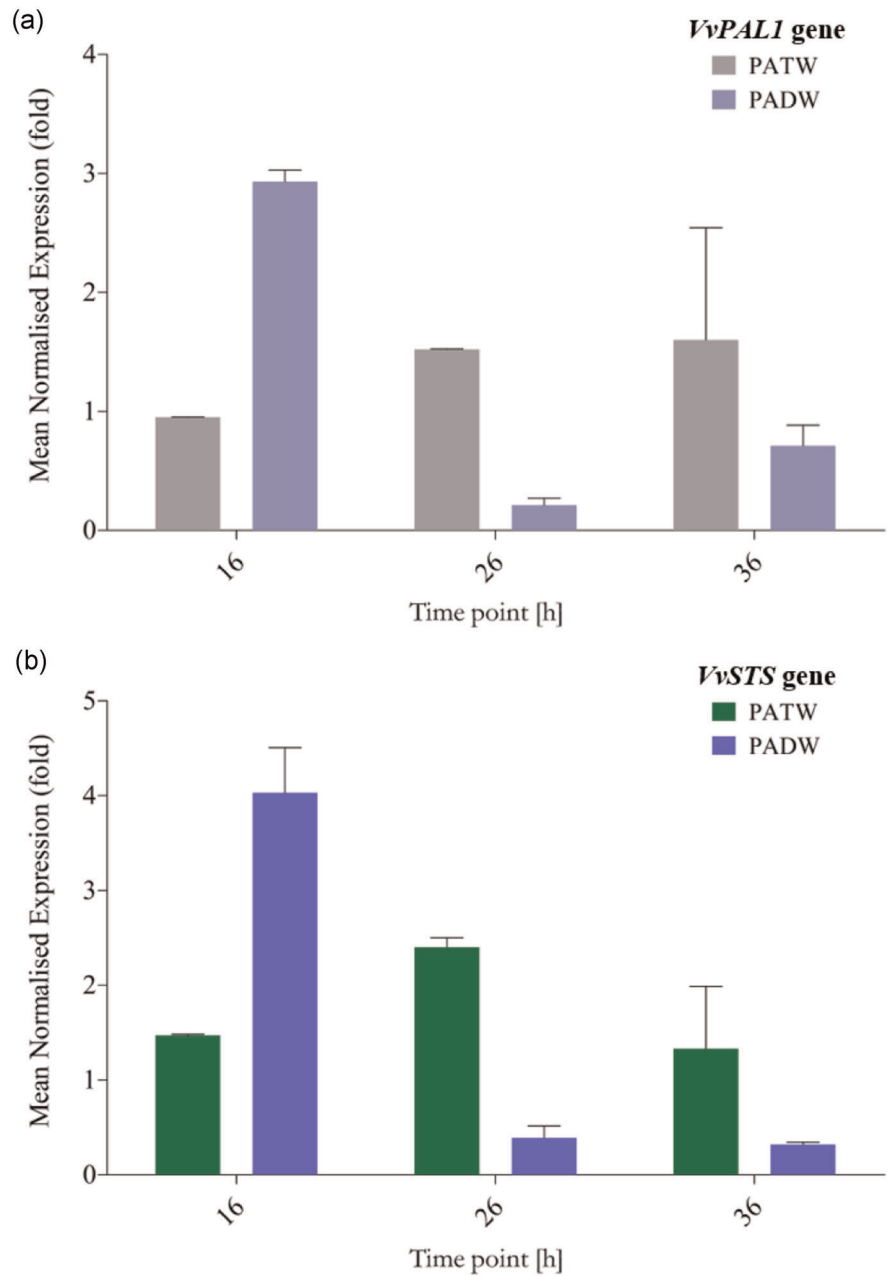 (a)
VvPAL1 gene
PATW
PADW
Mean Normalised Expression (fold)
4
3
2
1
0
16
26
36
Time point [h]
(b)
VvSTS gene
PATW
PADW
Mean Normalised Expression (fold)
5
4
3
2
1
0
16
26
36
Time point [h]